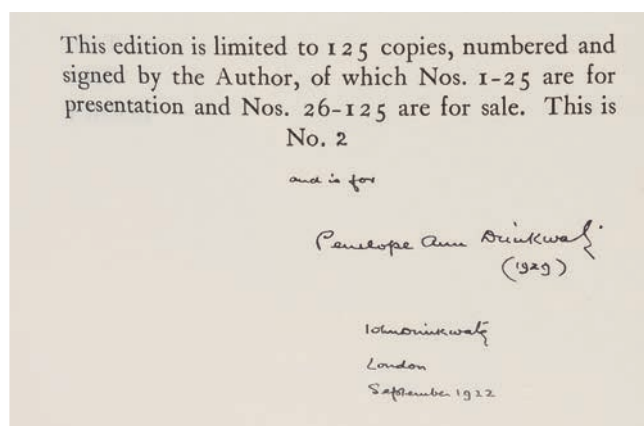 This edition is limited to 125 copies, numbered and
signed by the Author, of which Nos. 1-25 are for
presentation and Nos. 26-125 are for sale. This is
No. 2
and is for
Penelope Ann Drinkwater
(1929)
John Drinkwater
London
September 1922